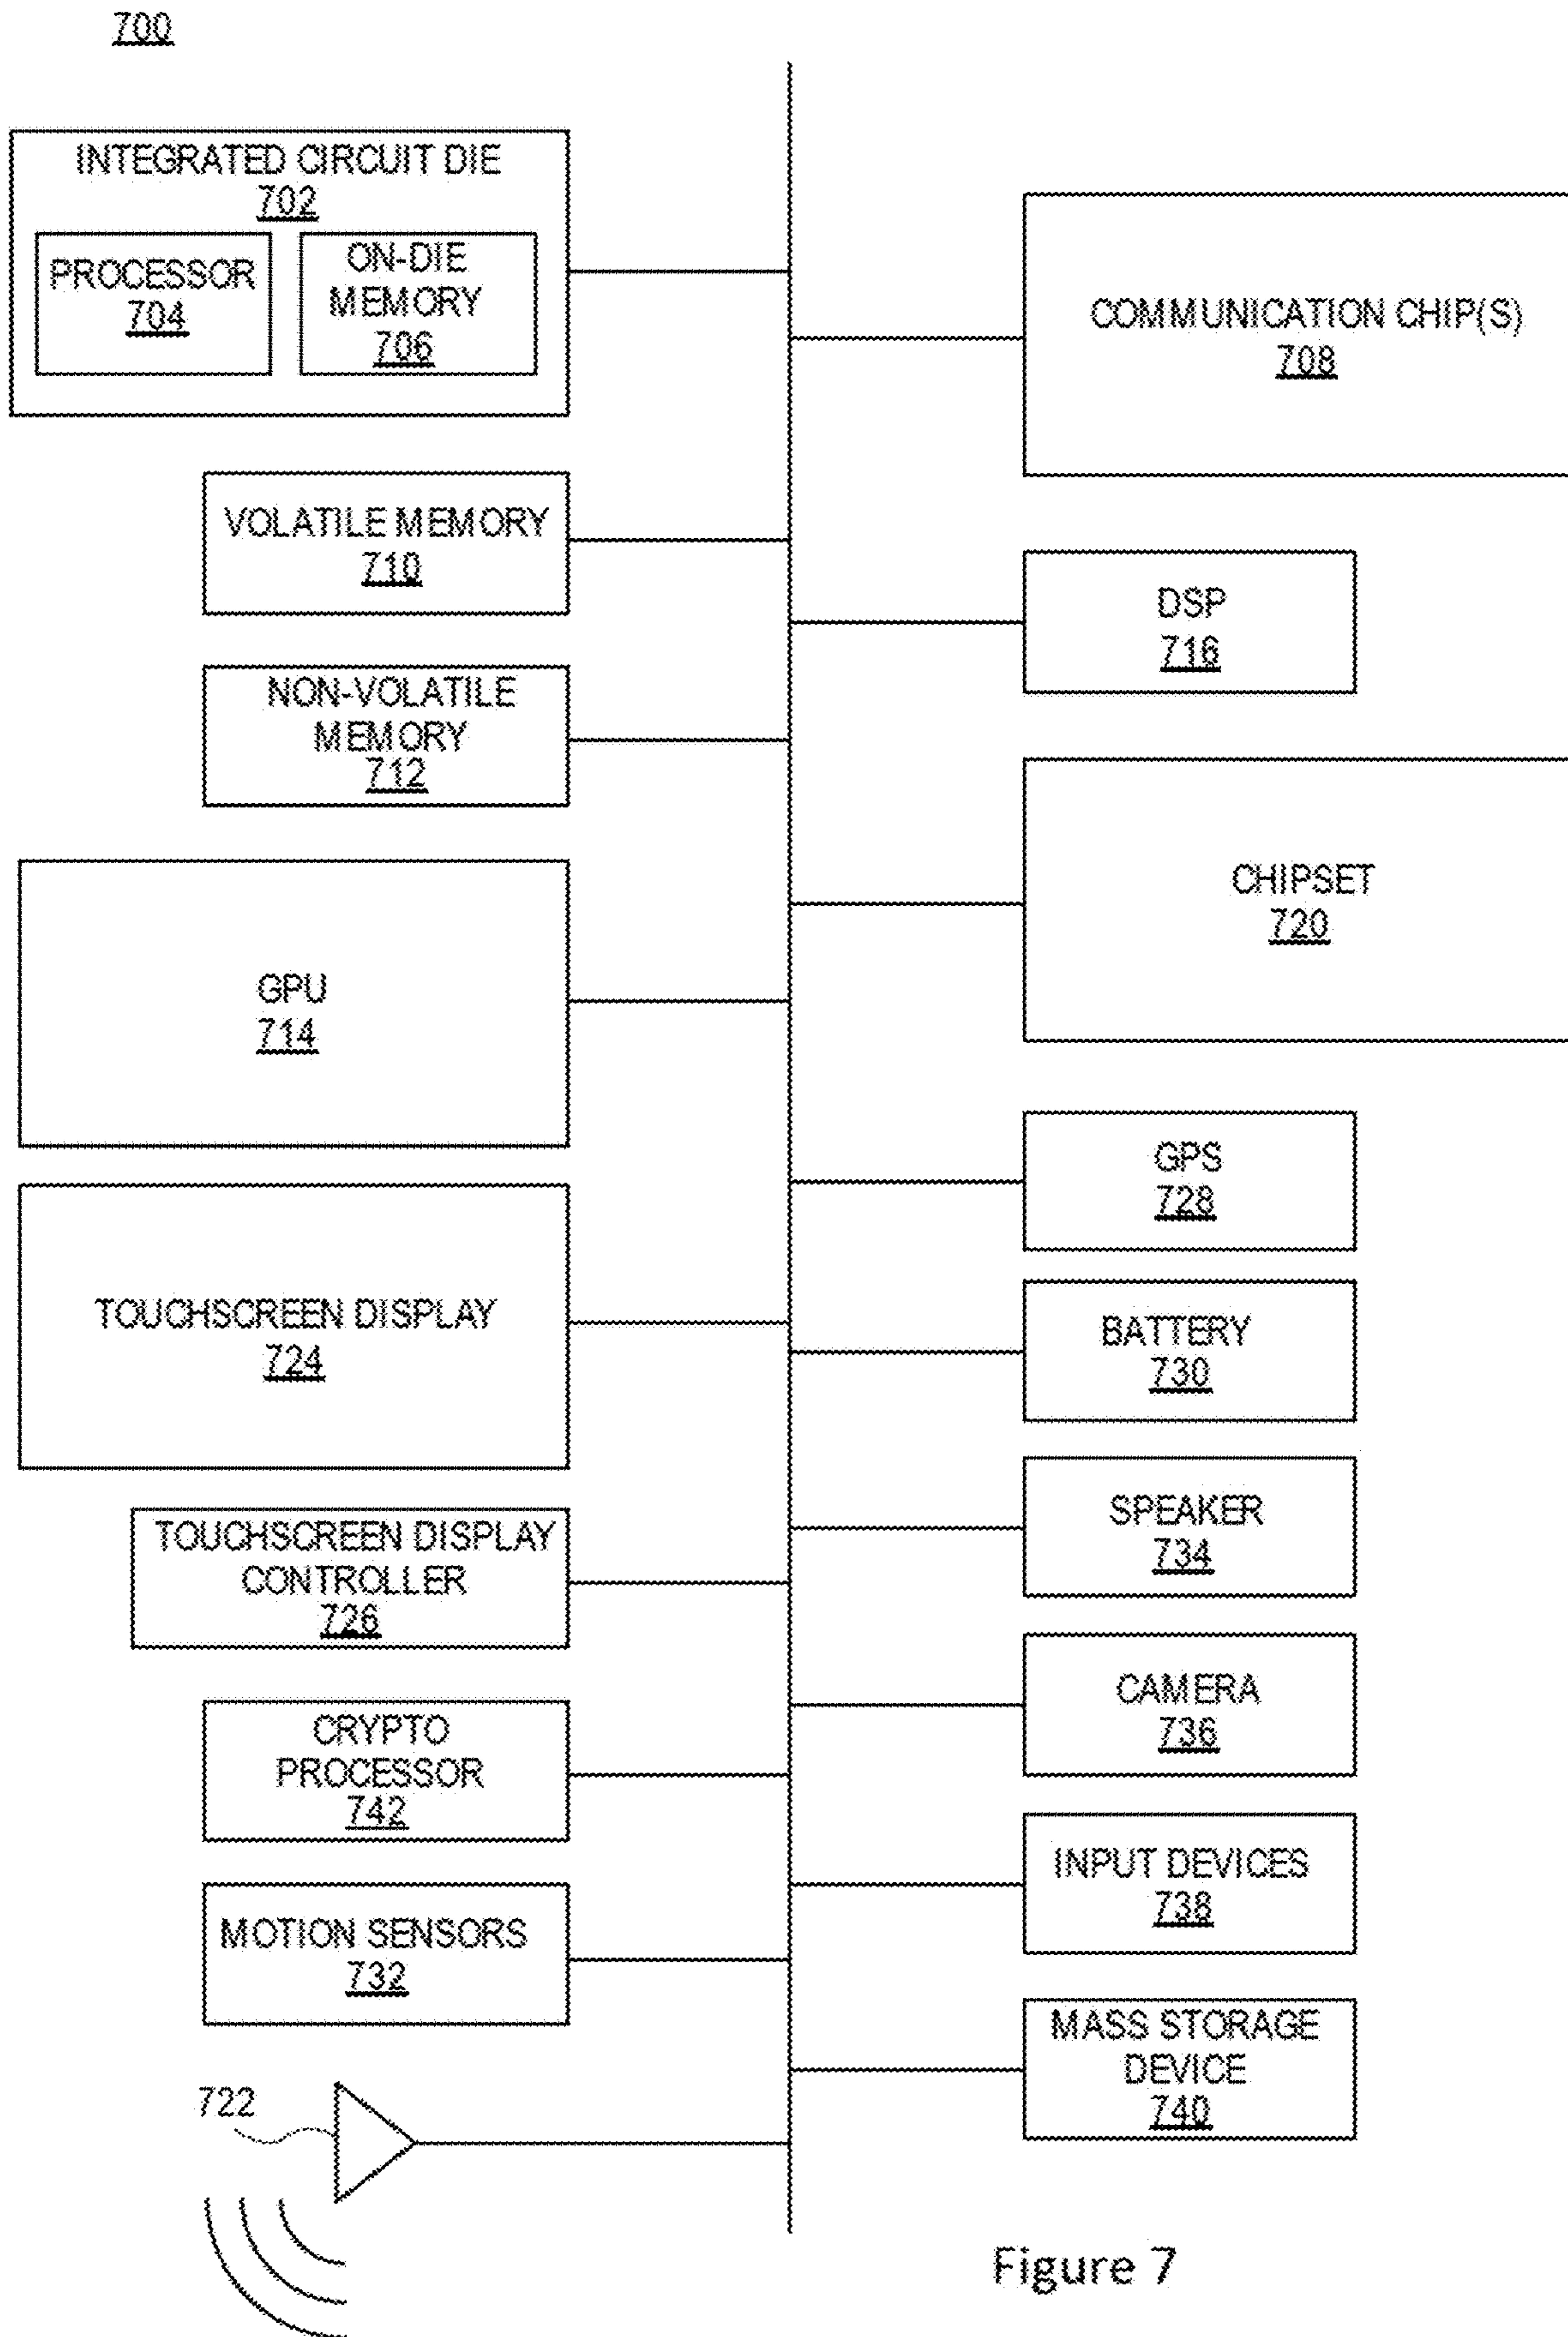 700
INTEGRATED CIRCUIT DIE
702
PROCESSOR
704
ON-DIE
MEMORY
706
COMMUNICATION CHIP(S)
708
VOLATILE MEMORY
710
DSP
716
NON-VOLATILE
MEMORY
712
CHIPSET
720
GPU
714
GPS
728
TOUCHSCREEN DISPLAY
724
BATTERY
730
SPEAKER
734
TOUCHSCREEN DISPLAY
CONTROLLER
726
CAMERA
736
CRYPTO
PROCESSOR
742
INPUT DEVICES
738
MOTION SENSORS
732
MASS STORAGE
DEVICE
740
722
Figure 7